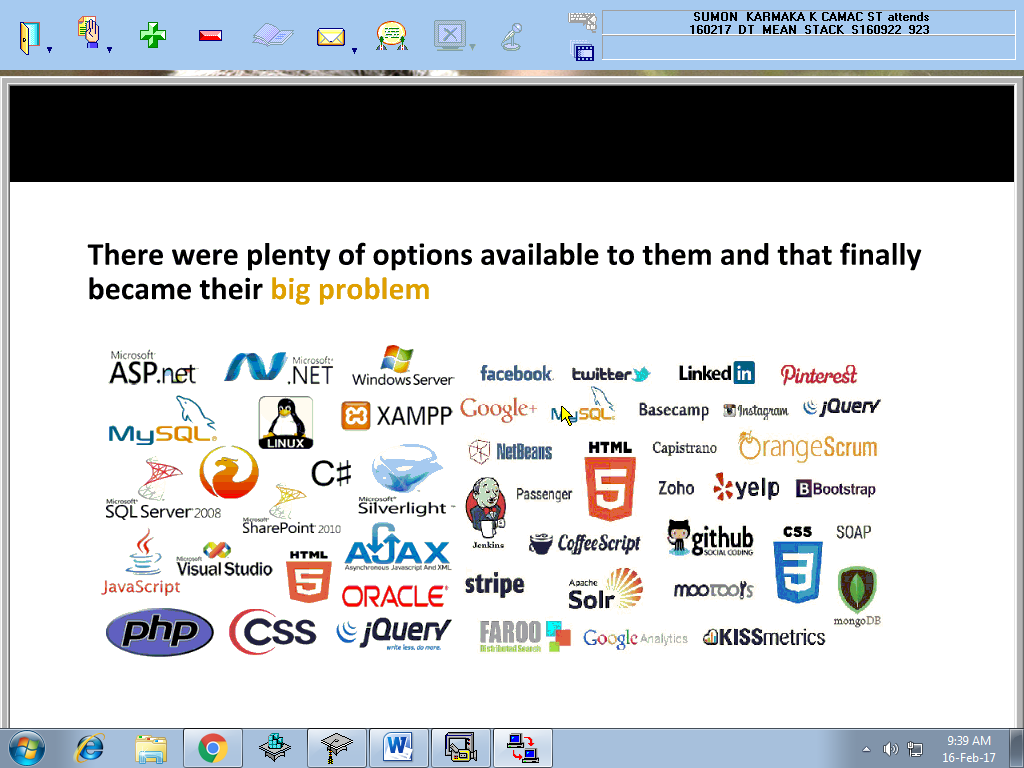 SUMON KARMAKA K CAMAC ST attends
160217 DT MEAN STACK S160922 923
There were plenty of options available to them and that finally
became their big problem
Microsoft
ASP.net
Microsoft
.NET
Windows Server
facebook
twitter
Linked in
Pinterest
MySQL
LINUX
XAMPP
Google+
MySQL
Basecamp
Instagram
jQuery
NetBeans
HTML
5
Capistrano
OrangeScrum
Microsoft
SQL Server 2008
Microsoft
SharePoint 2010
C#
Microsoft
Silverlight
Jenkins
Passenger
Zoho
yelp
B Bootstrap
JavaScript
Microsoft
Visual Studio
HTML
5
AJAX
Asynchronous Javascript And XML
CoffeeScript
github
SOCIAL CODING
CSS
3
SOAP
ORACLE
stripe
Apache
Solr
mootools
mongoDB
php
CSS
jQuery
write less, do more.
FAROO
Distributed Search
Google Analytics
KISSmetrics
W
9:39 AM
16-Feb-17